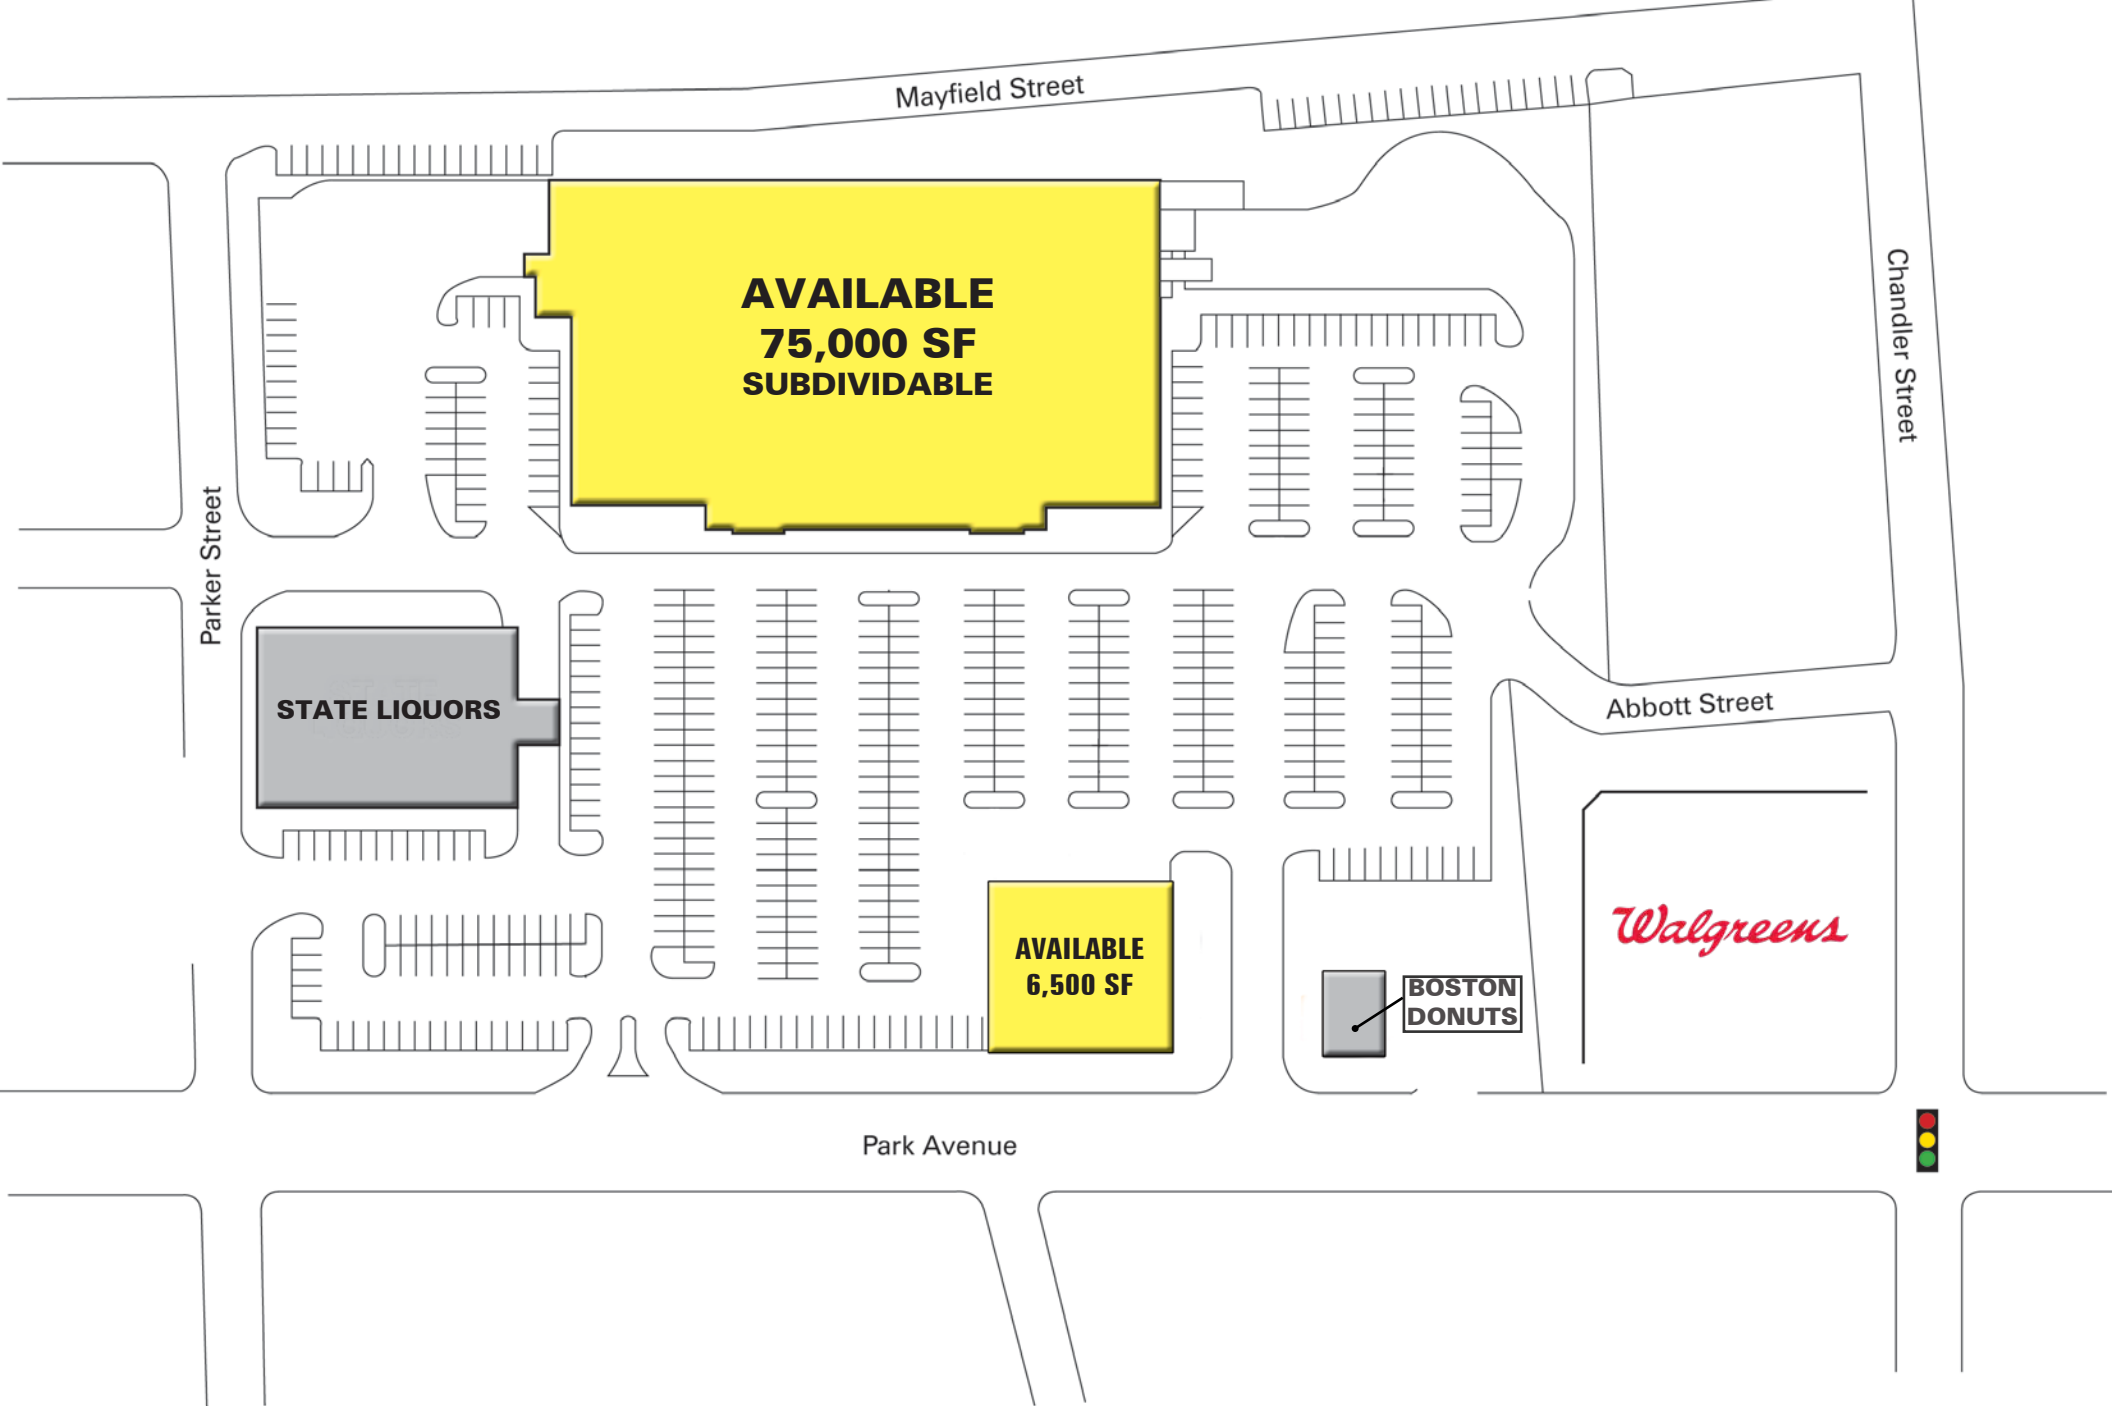 Mayfield Street
AVAILABLE
75,000 SF
SUBDIVIDABLE
Chandler Street
Parker Street
STATE LIQUORS
Abbott Street
Walgreens
AVAILABLE
6,500 SF
BOSTON
DONUTS
Park Avenue